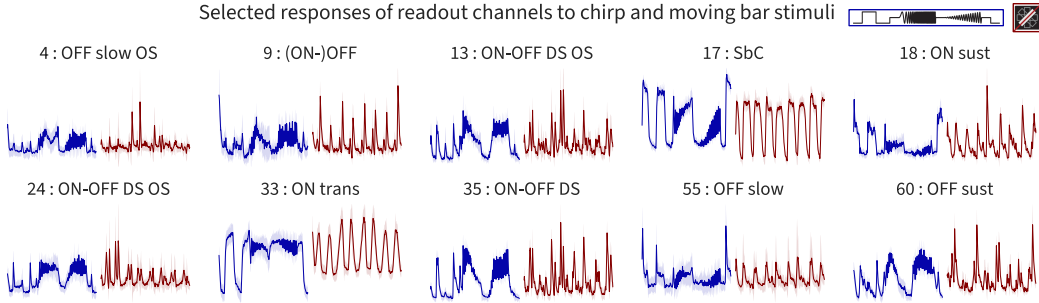 Selected responses of readout channels to chirp and moving bar stimuli
4 : OFF slow OS
9 : (ON-)OFF
13 : ON-OFF DS OS
17 : SbC
18 : ON sust
24 : ON-OFF DS OS
33 : ON trans
35 : ON-OFF DS
55 : OFF slow
60 : OFF sust